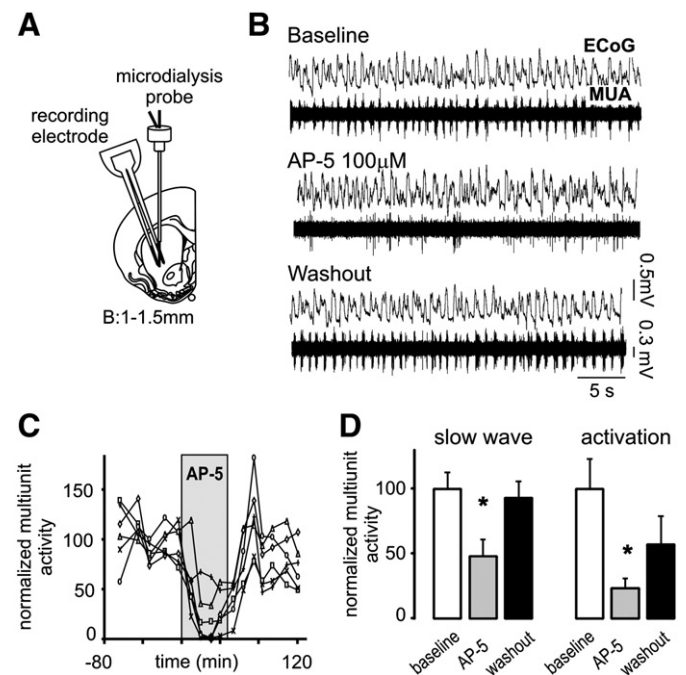 A
microdialysis
probe
recording
electrode
B:1-1.5mm
B
Baseline
ECoG
MUA
AP-5 100µM
Washout
0.5mV
0.3 mV
5 s
C
normalized multiunit
activity
150
100
50
0
AP-5
-80
time (min)
120
D
slow wave
activation
normalized multiunit
activity
100
50
0
*
*
baseline
AP-5
washout
baseline
AP-5
washout